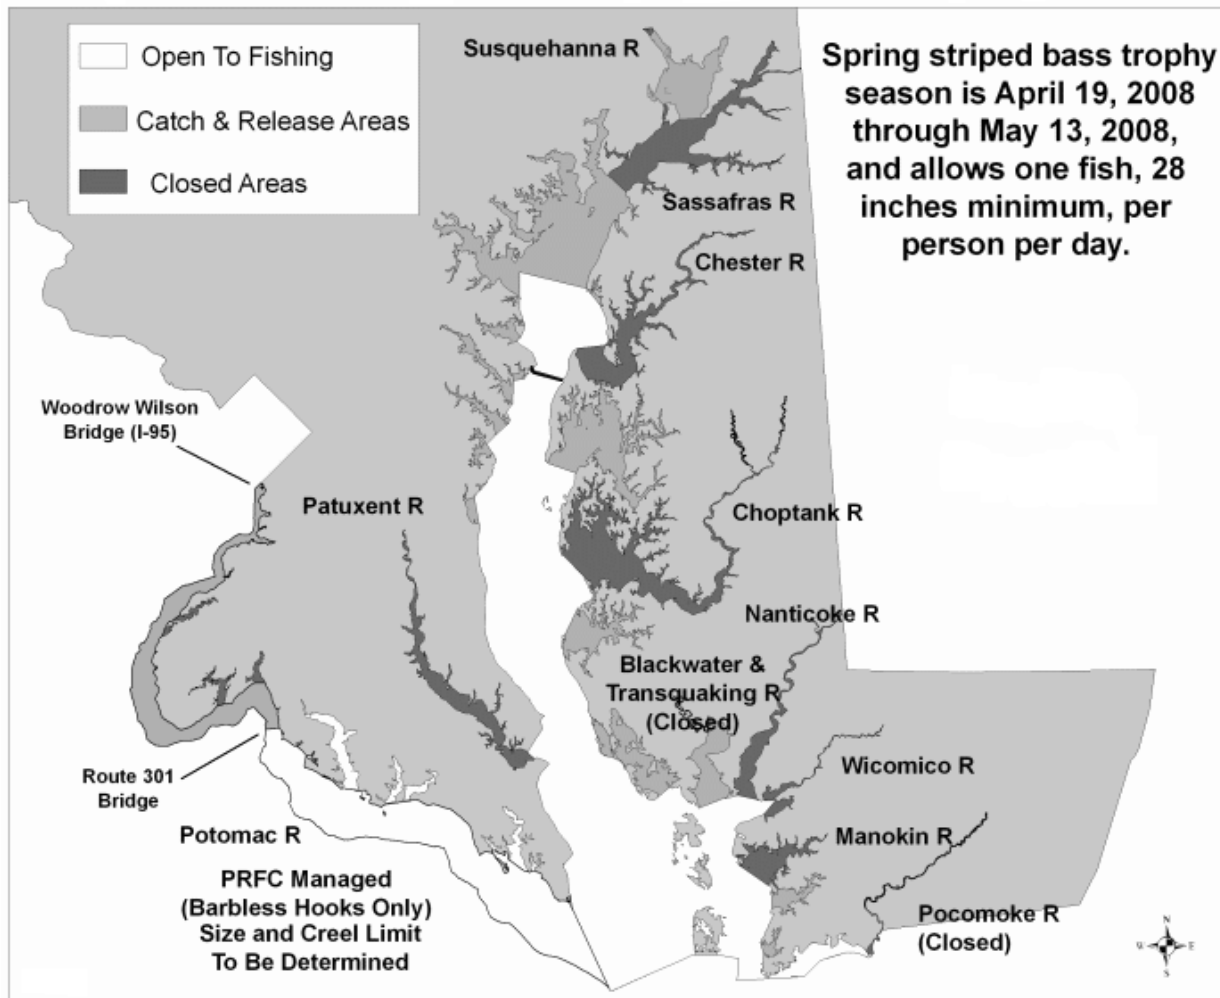 Open To Fishing
Catch & Release Areas
Closed Areas
Susquehanna R
Spring striped bass trophy
season is April 19, 2008
through May 13, 2008,
and allows one fish, 28
inches minimum, per
person per day.
Sassafras R
Chester R
Woodrow Wilson
Bridge (I-95)
Patuxent R
Choptank R
Nanticoke R
Blackwater &
Transquaking R
(Closed)
Route 301
Bridge
Wicomico R
Potomac R
Manokin R
PRFC Managed
(Barbless Hooks Only)
Size and Creel Limit
To Be Determined
Pocomoke R
(Closed)
N
W E
S